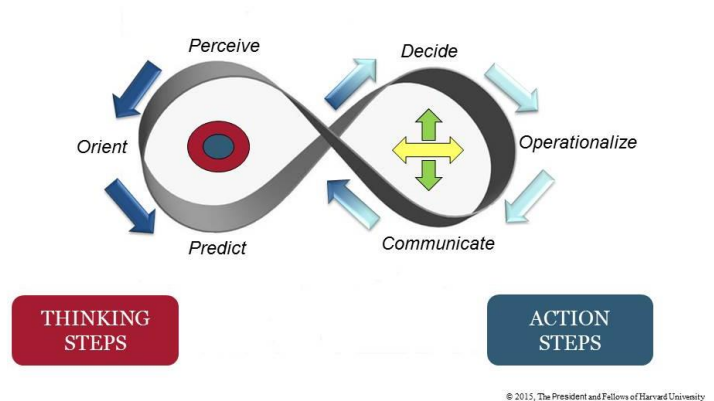 Perceive
Decide
Orient
Operationalize
Predict
Communicate
THINKING
STEPS
ACTION
STEPS
© 2015, The President and Fellows of Harvard University